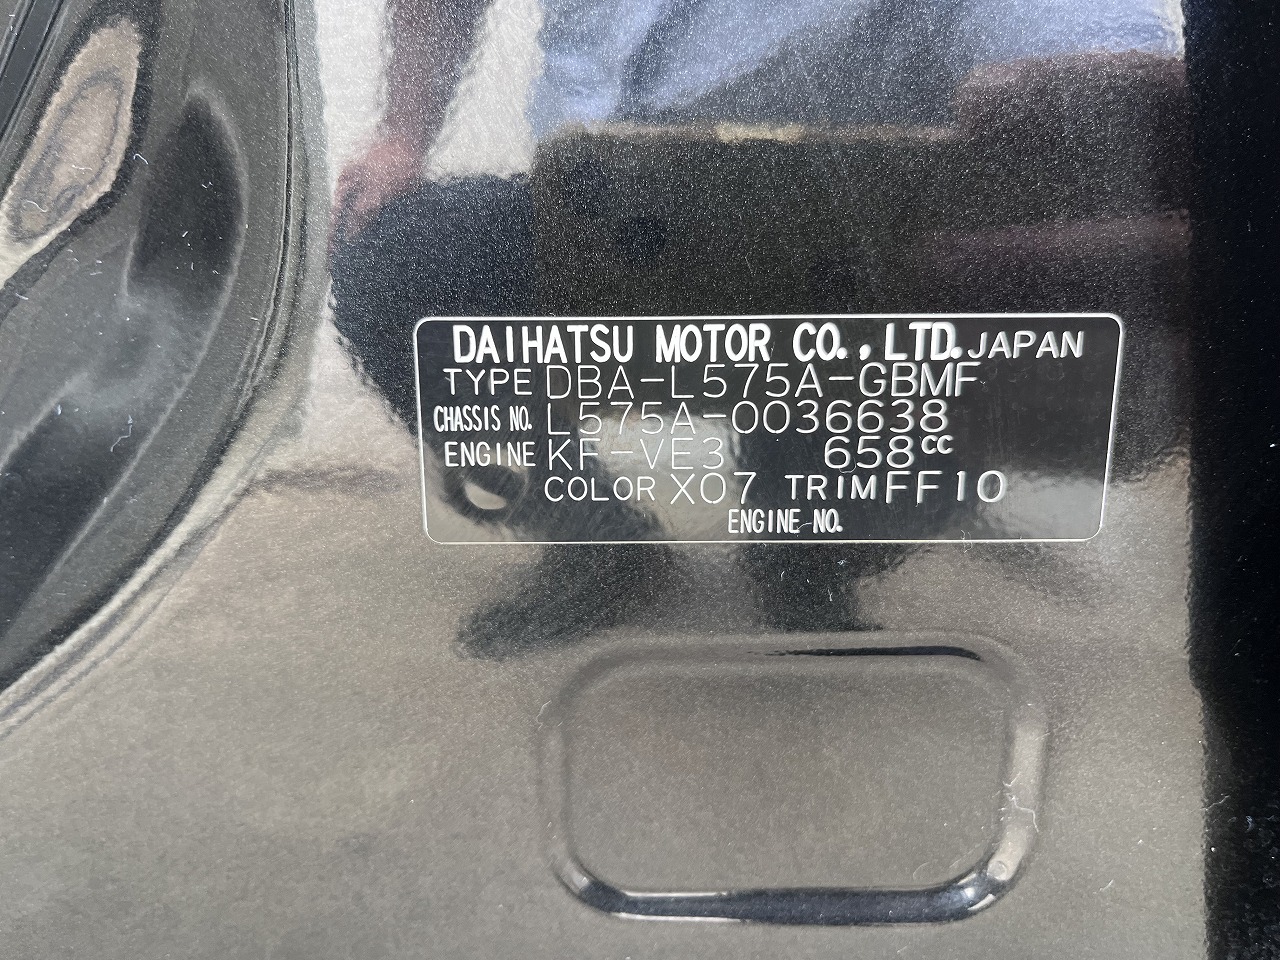 DAIHATSU MOTOR CO., LTD. JAPAN
TYPE DBA-L575A-GBMF
CHASSIS NO. L575A-0036638
ENGINE KF-VE3 658cc
COLOR X07 TRIM FF10
ENGINE NO.